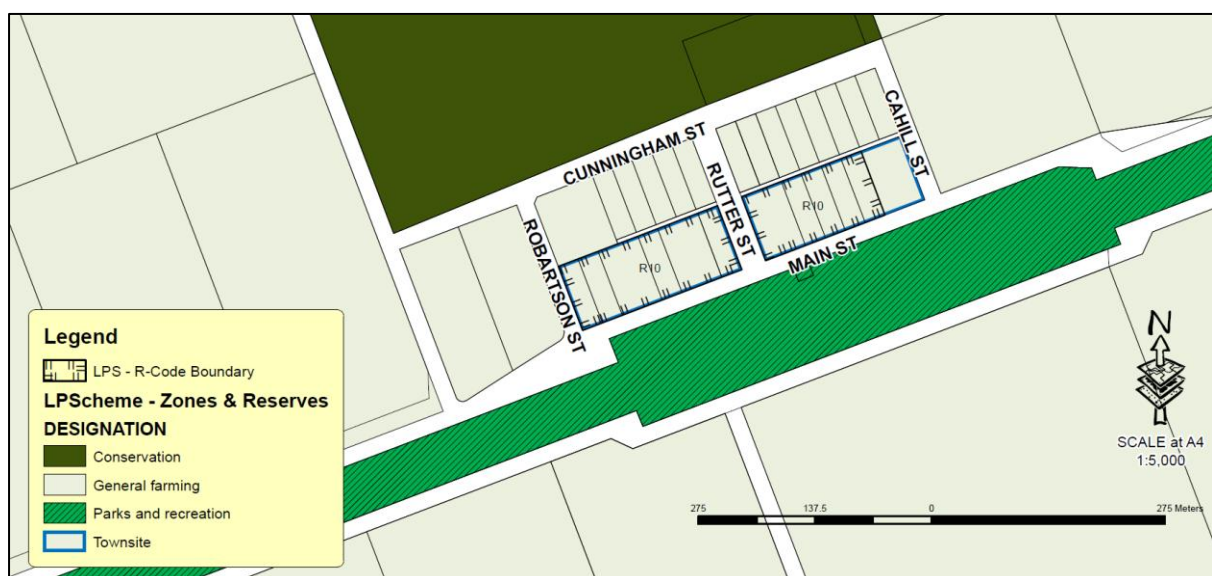 CUNNINGHAM ST
CAHILL ST
RUTTER ST
R10
MAIN ST
ROBARTSON ST
R10
Legend
LPS - R-Code Boundary
LPScheme - Zones & Reserves
DESIGNATION
Conservation
General farming
Parks and recreation
Townsite
N
SCALE at A4
1:5,000
275 137.5 0 275 Meters